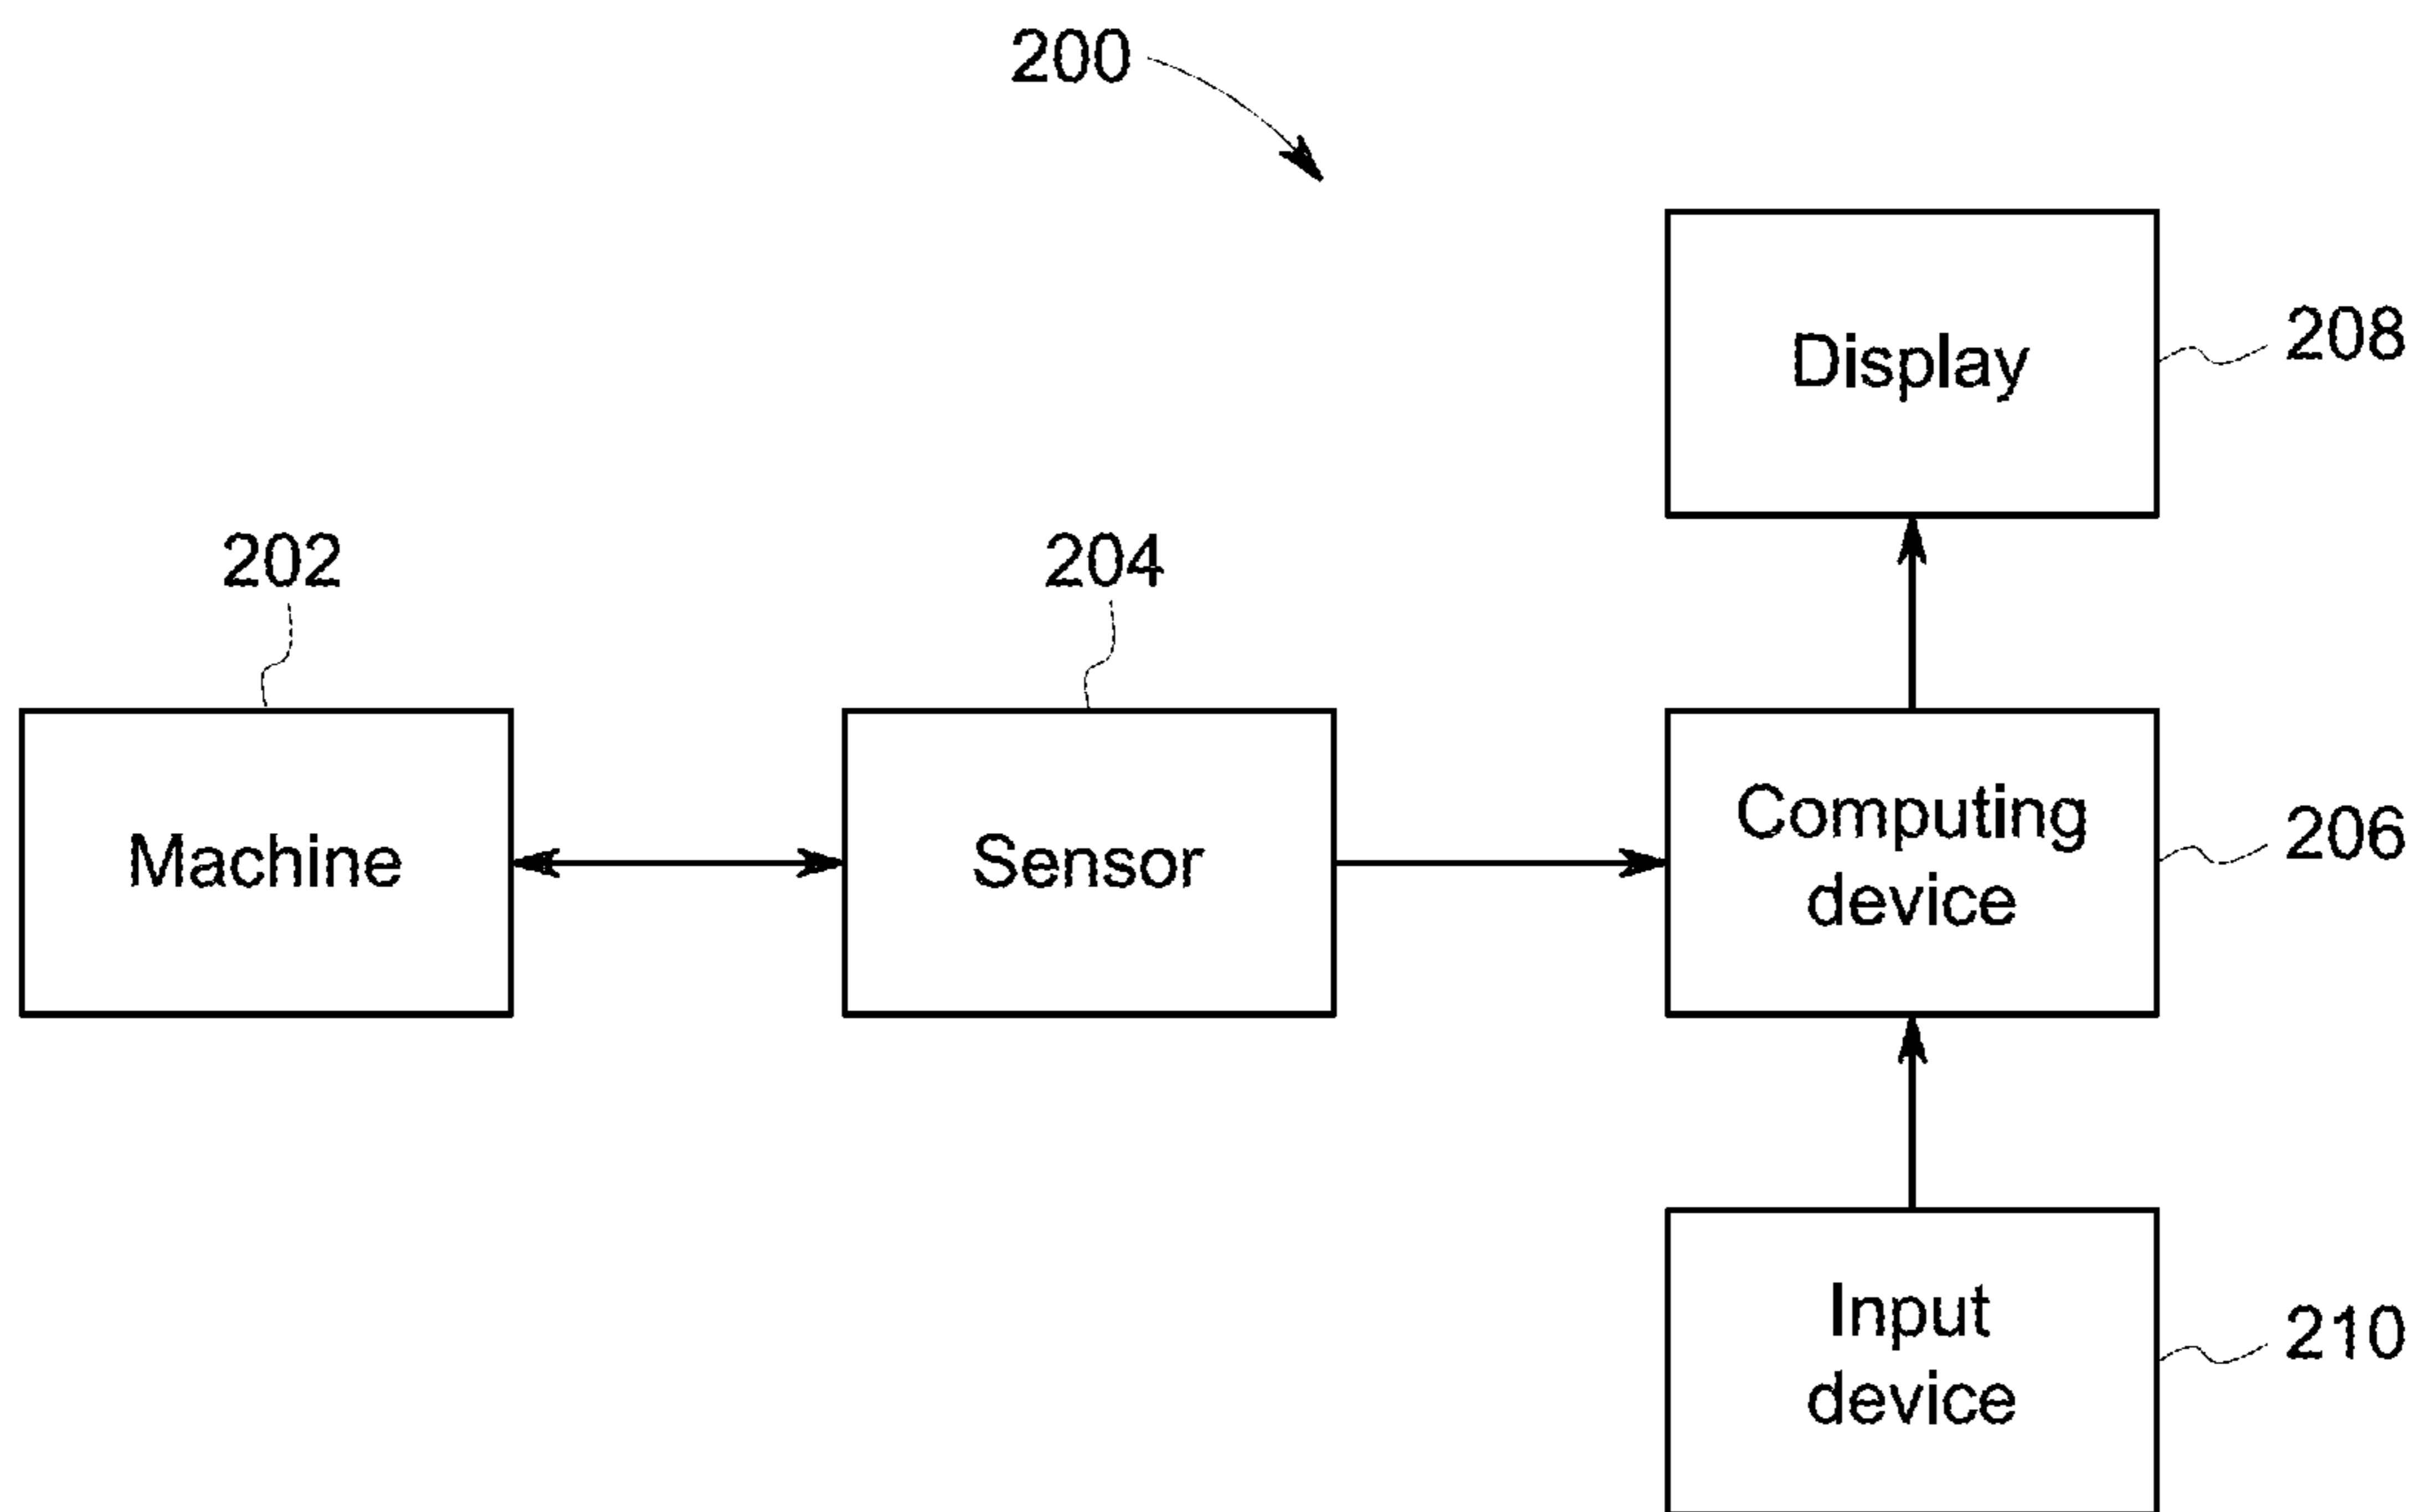 200
Display
208
202
204
Machine
Sensor
Computing
device
206
Input
device
210